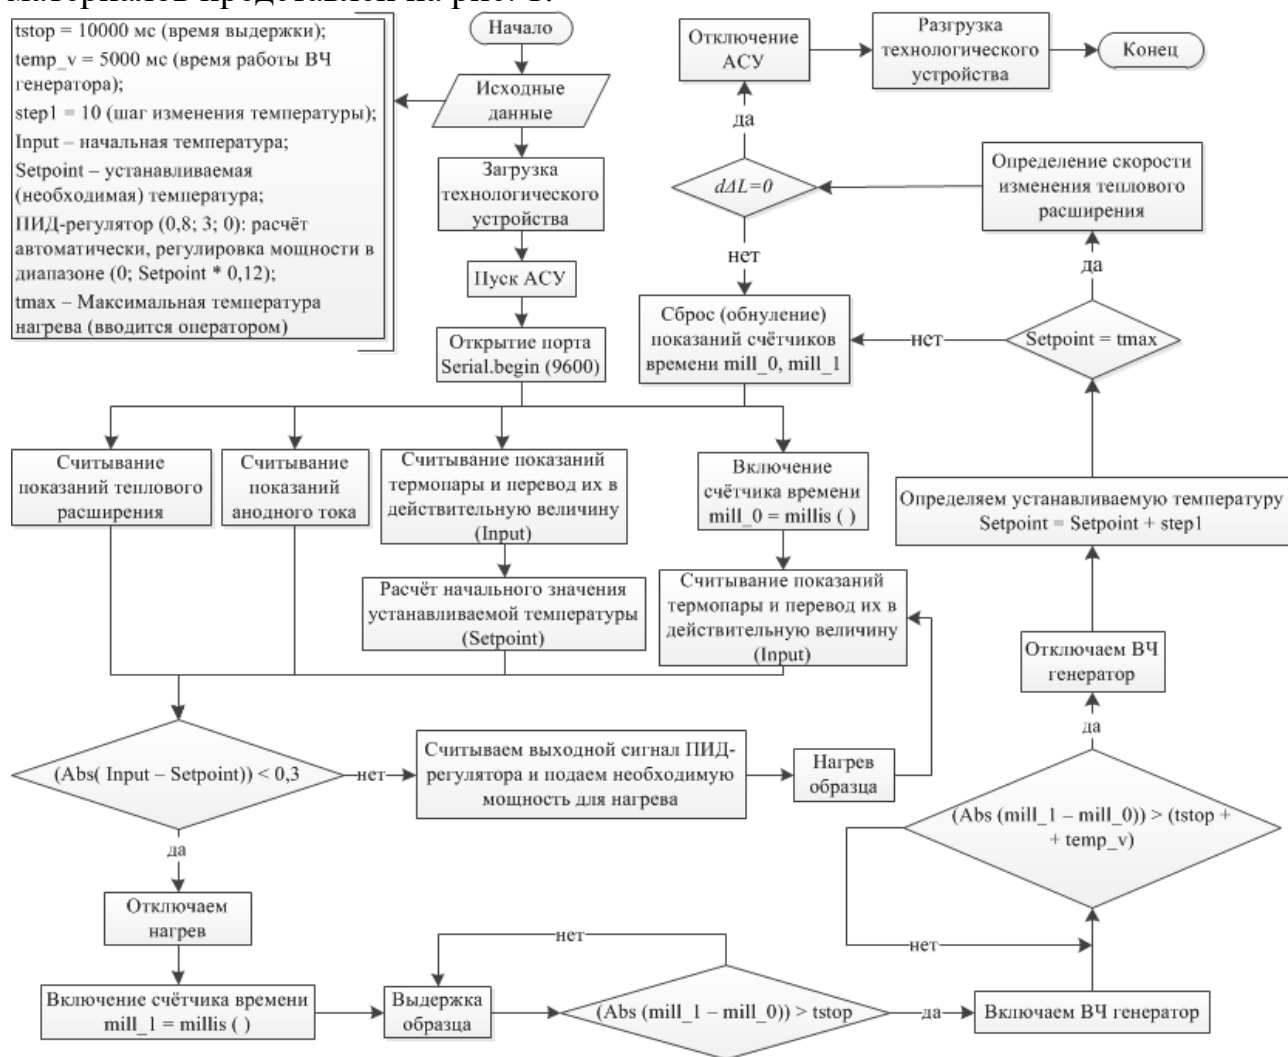 материалов представлен на рис. 1.
tstop = 10000 мс (время выдержки);
temp_v = 5000 мс (время работы ВЧ
генератора);
step1 = 10 (шаг изменения температуры);
Input – начальная температура;
Setpoint – устанавливаемая
(необходимая) температура;
ПИД-регулятор (0,8; 3; 0): расчёт
автоматически, регулировка мощности в
диапазоне (0; Setpoint * 0,12);
tmax – Максимальная температура
нагрева (вводится оператором)
Начало
Исходные
данные
Загрузка
технологического
устройства
Пуск АСУ
Открытие порта
Serial.begin (9600)
Отключение
АСУ
Разгрузка
технологического
устройства
Конец
да
dΔL=0
нет
Определение скорости
изменения теплового
расширения
да
Сброс (обнуление)
показаний счётчиков
времени mill_0, mill_1
нет
Setpoint = tmax
Считывание
показаний теплового
расширения
Считывание
показаний
анодного тока
Считывание показаний
термопары и перевод их в
действительную величину
(Input)
Расчёт начального значения
устанавливаемой температуры
(Setpoint)
Включение
счётчика времени
mill_0 = millis ( )
Считывание показаний
термопары и перевод их в
действительную величину
(Input)
Определяем устанавливаемую температуру
Setpoint = Setpoint + step1
Отключаем ВЧ
генератор
да
(Abs( Input – Setpoint)) < 0,3
нет
Считываем выходной сигнал ПИД-
регулятора и подаем необходимую
мощность для нагрева
Нагрев
образца
(Abs (mill_1 – mill_0)) > (tstop +
+ temp_v)
нет
да
Отключаем
нагрев
Включение счётчика времени
mill_1 = millis ( )
Выдержка
образца
нет
(Abs (mill_1 – mill_0)) > tstop
да
Включаем ВЧ генератор